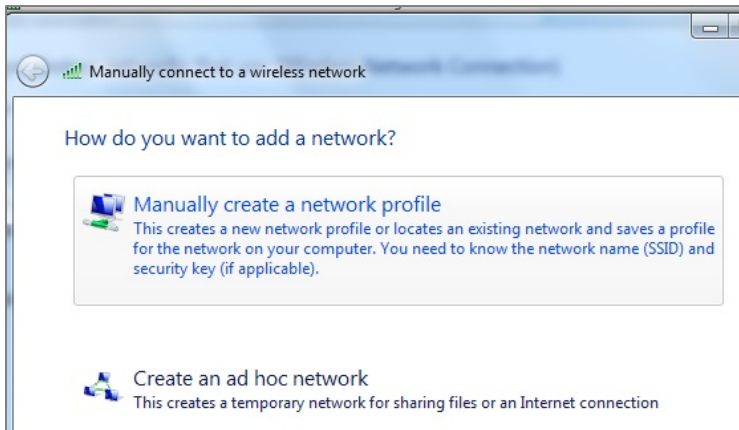 Manually connect to a wireless network
How do you want to add a network?
Manually create a network profile
This creates a new network profile or locates an existing network and saves a profile
for the network on your computer. You need to know the network name (SSID) and
security key (if applicable).
Create an ad hoc network
This creates a temporary network for sharing files or an Internet connection